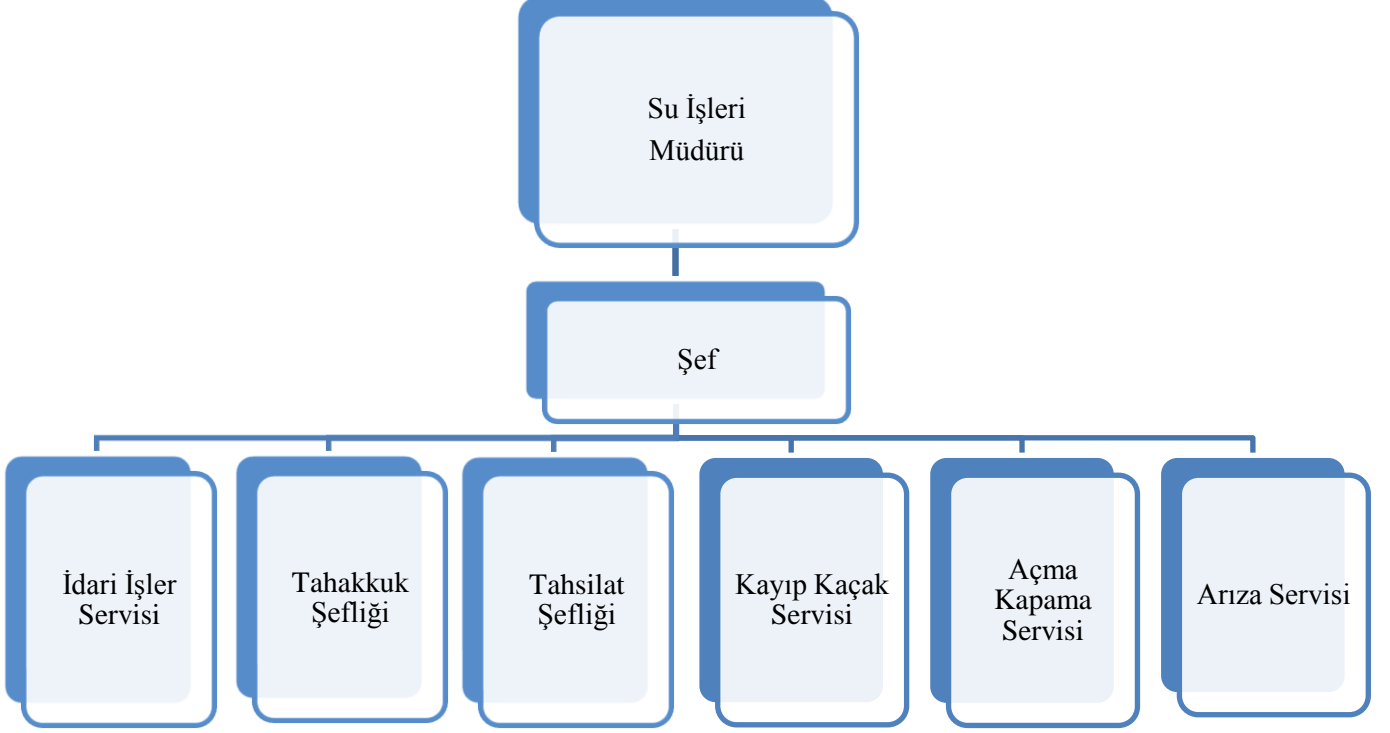 Su İşleri
Müdürü
Şef
İdari İşler
Servisi
Tahakkuk
Şefliği
Tahsilat
Şefliği
Kayıp Kaçak
Servisi
Açma
Kapama
Servisi
Arıza Servisi